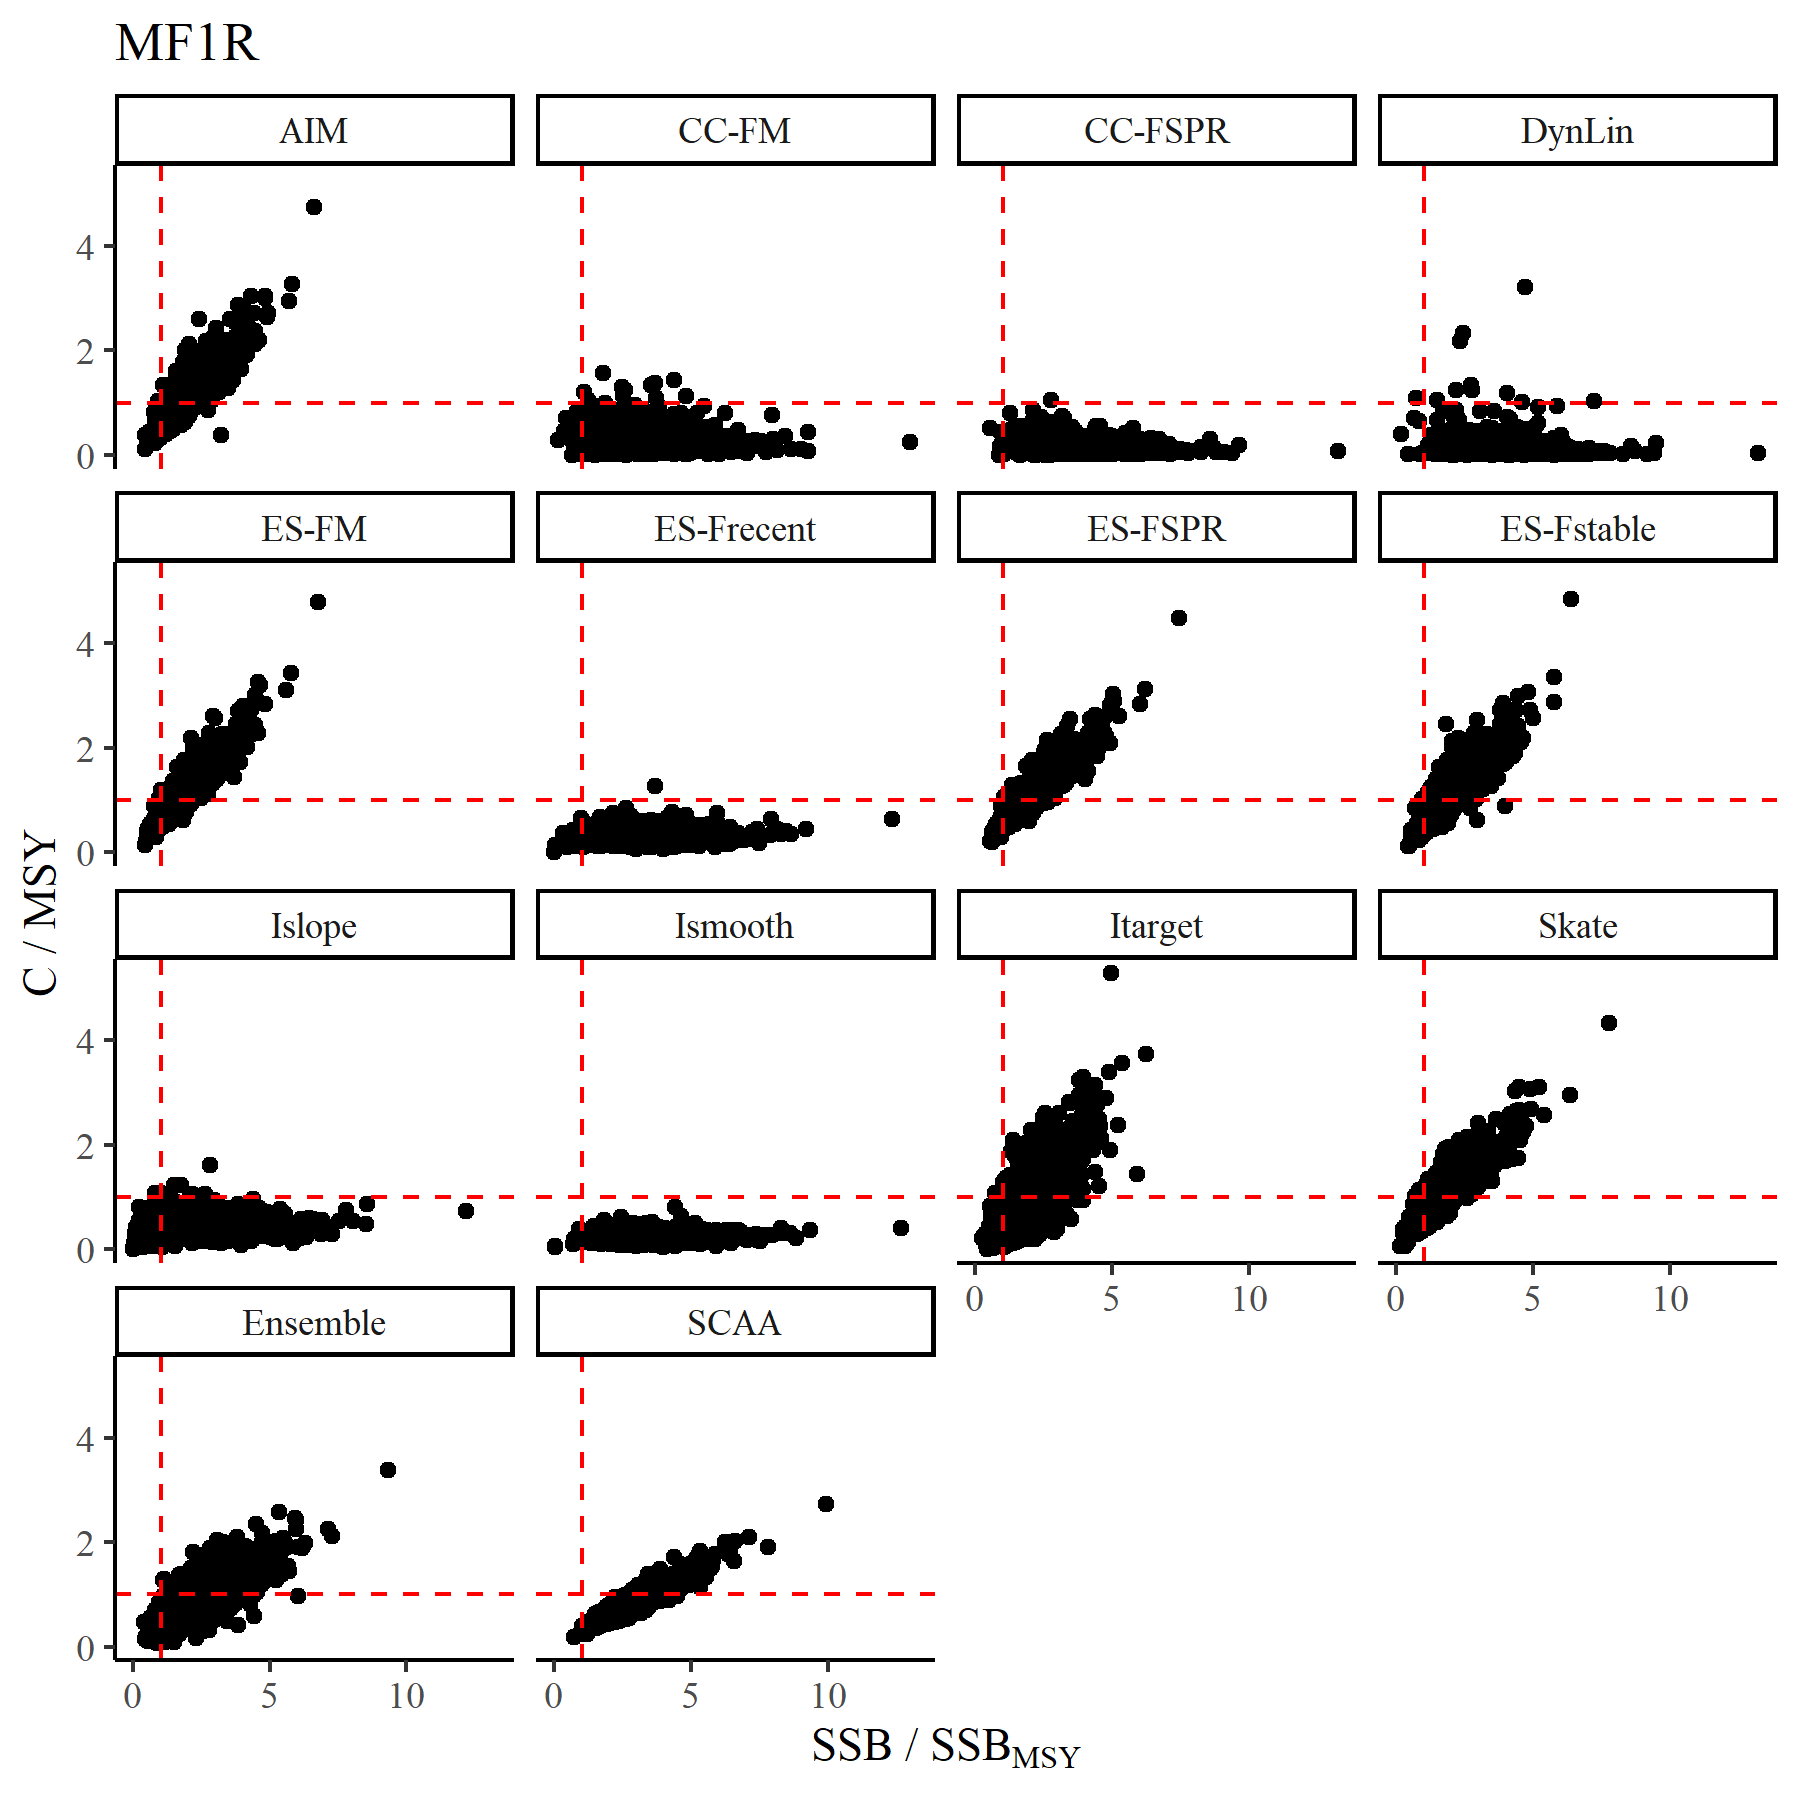 MF1R
AIM CC-FM CC-FSPR DynLin
4
2
0
ES-FM ES-Frecent ES-FSPR ES-Fstable
4
2
0
C / MSY
Islope Ismooth Itarget Skate
4
2
0
0 5 10 0 5 10
Ensemble SCAA
4
2
0
0 5 10 0 5 10
SSB / SSB_MSY